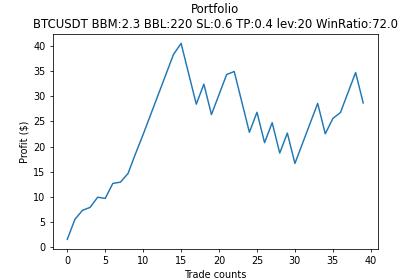 Portfolio
BTCUSDT BBM:2.3 BBL:220 SL:0.6 TP:0.4 lev:20 WinRatio:72.0
40
35
30
25
20
15
10
5
0
Profit ($)
0 5 10 15 20 25 30 35 40
Trade counts